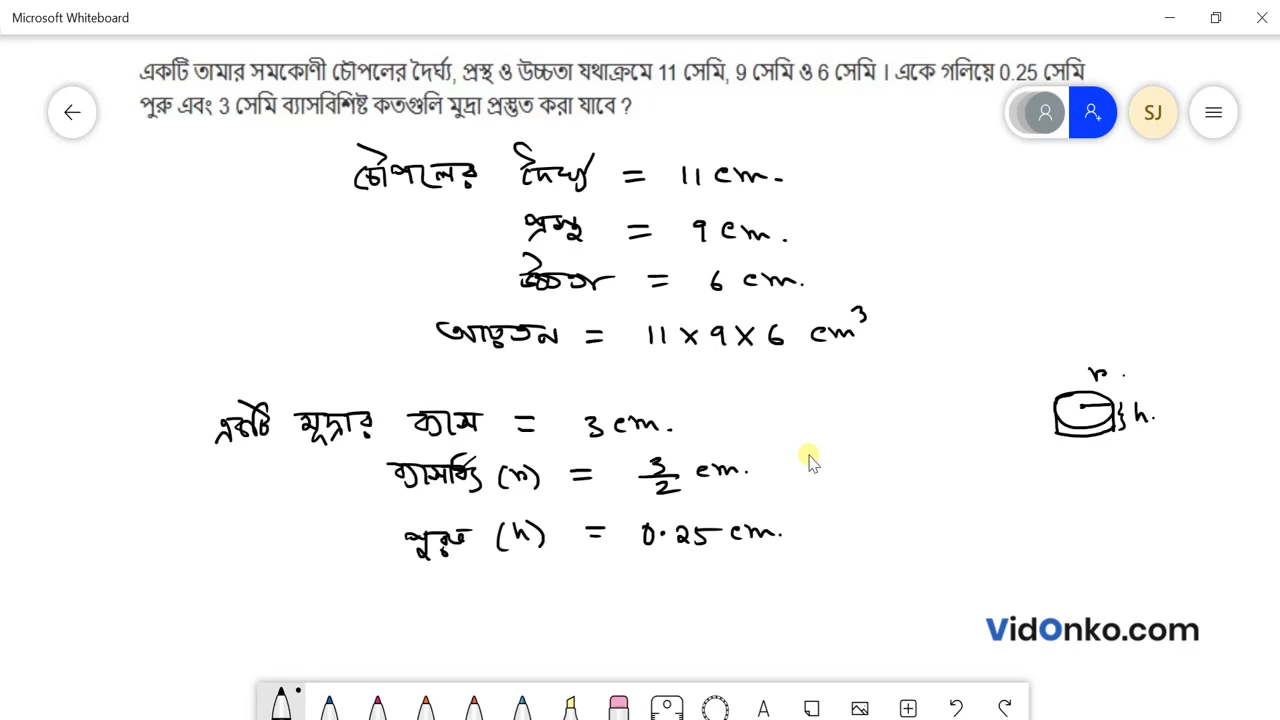 Microsoft Whiteboard
একটি তামার সমকোণী চৌপলের দৈর্ঘ্য, প্রস্থ ও উচ্চতা যথাক্রমে 11 সেমি, 9 সেমি ও 6 সেমি । একে গলিয়ে 0.25 সেমি
পুরু এবং 3 সেমি ব্যাসবিশিষ্ট কতগুলি মুদ্রা প্রস্তুত করা যাবে ?
SJ
চৌপলের দৈর্ঘ্য = 11 cm.
প্রস্থ = 9 cm.
উচ্চতা = 6 cm.
আয়তন = 11 × 9 × 6 cm³
r.
h.
একটি মুদ্রার ব্যাস = 3 cm.
ব্যাসার্ধ (r) = 3/2 cm.
পুরুত্ব (h) = 0.25 cm.
VidOnko.com
A